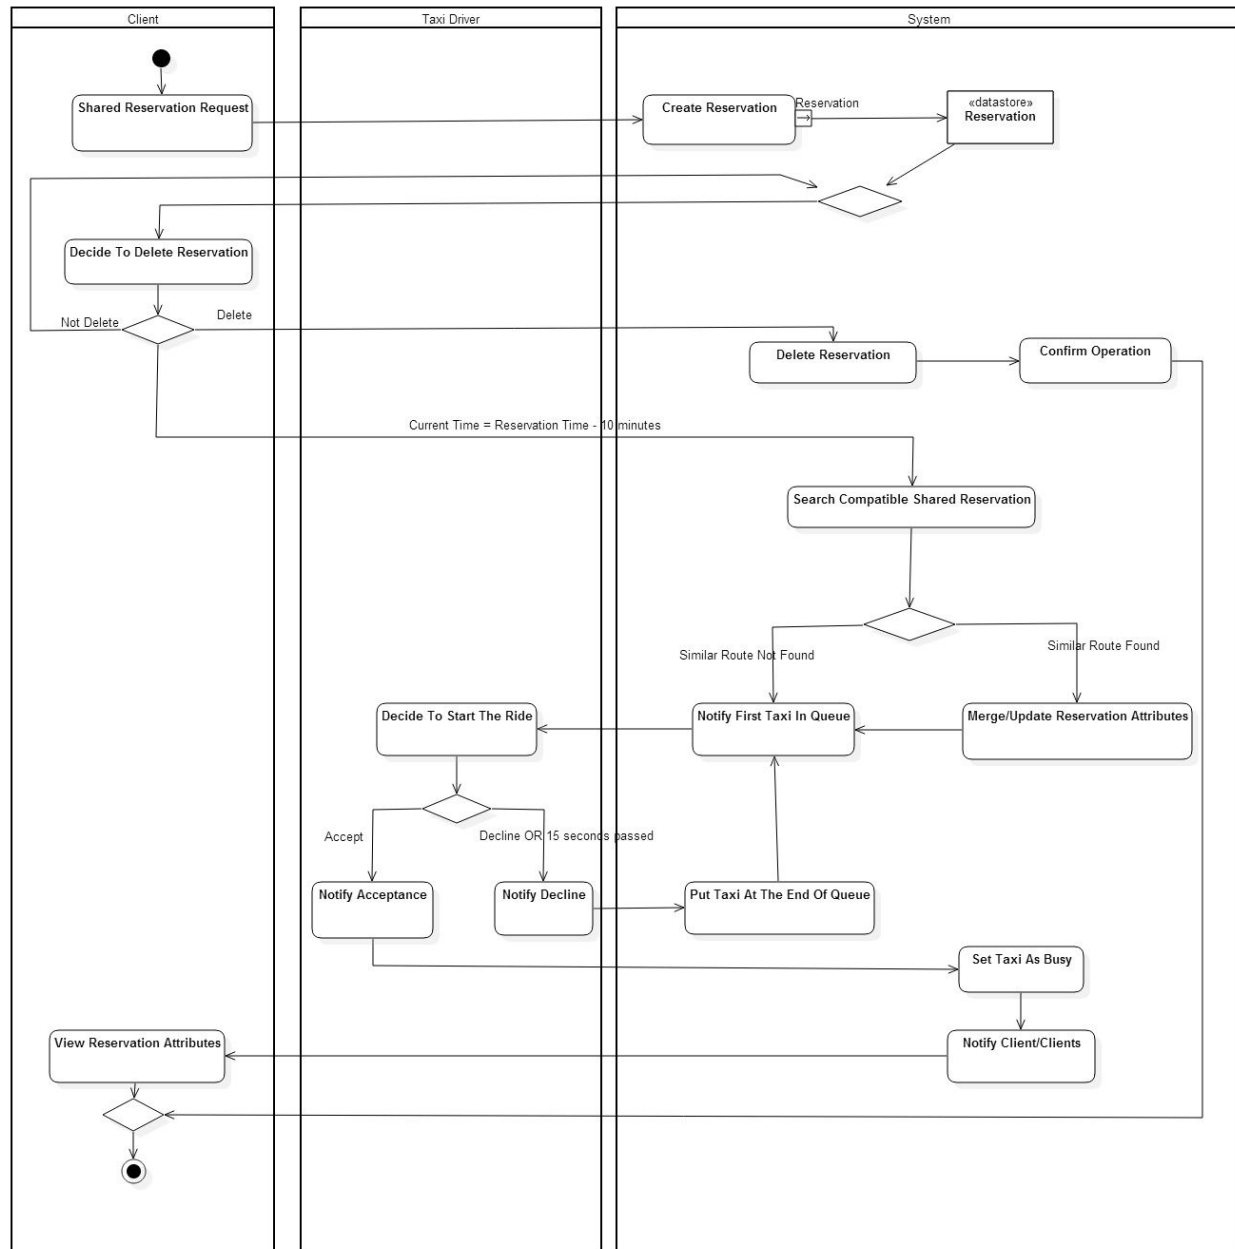 Client
Taxi Driver
System
Shared Reservation Request
Create Reservation
Reservation
«datastore»
Reservation
Decide To Delete Reservation
Not Delete
Delete
Delete Reservation
Confirm Operation
Current Time = Reservation Time - 10 minutes
Search Compatible Shared Reservation
Similar Route Not Found
Similar Route Found
Decide To Start The Ride
Notify First Taxi In Queue
Merge/Update Reservation Attributes
Accept
Decline OR 15 seconds passed
Notify Acceptance
Notify Decline
Put Taxi At The End Of Queue
Set Taxi As Busy
View Reservation Attributes
Notify Client/Clients